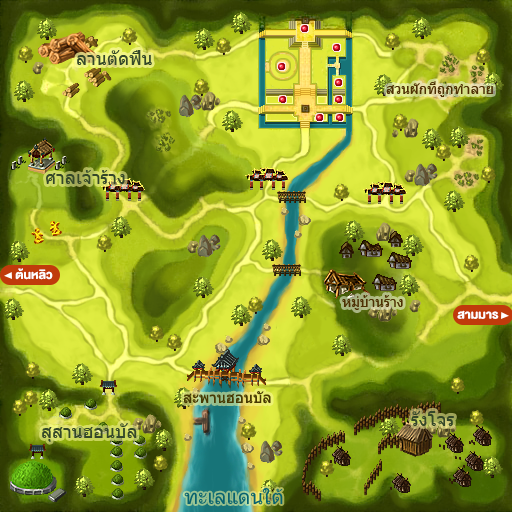 ลานตัดฟืน
สวนผักที่ถูกทำลาย
ศาลเจ้าร้าง
ตันหลิว
หมู่บ้านร้าง
สามมาร
สะพานฮอนบัล
รังโจร
สุสานฮอนบัล
ทะเลแดนใต้